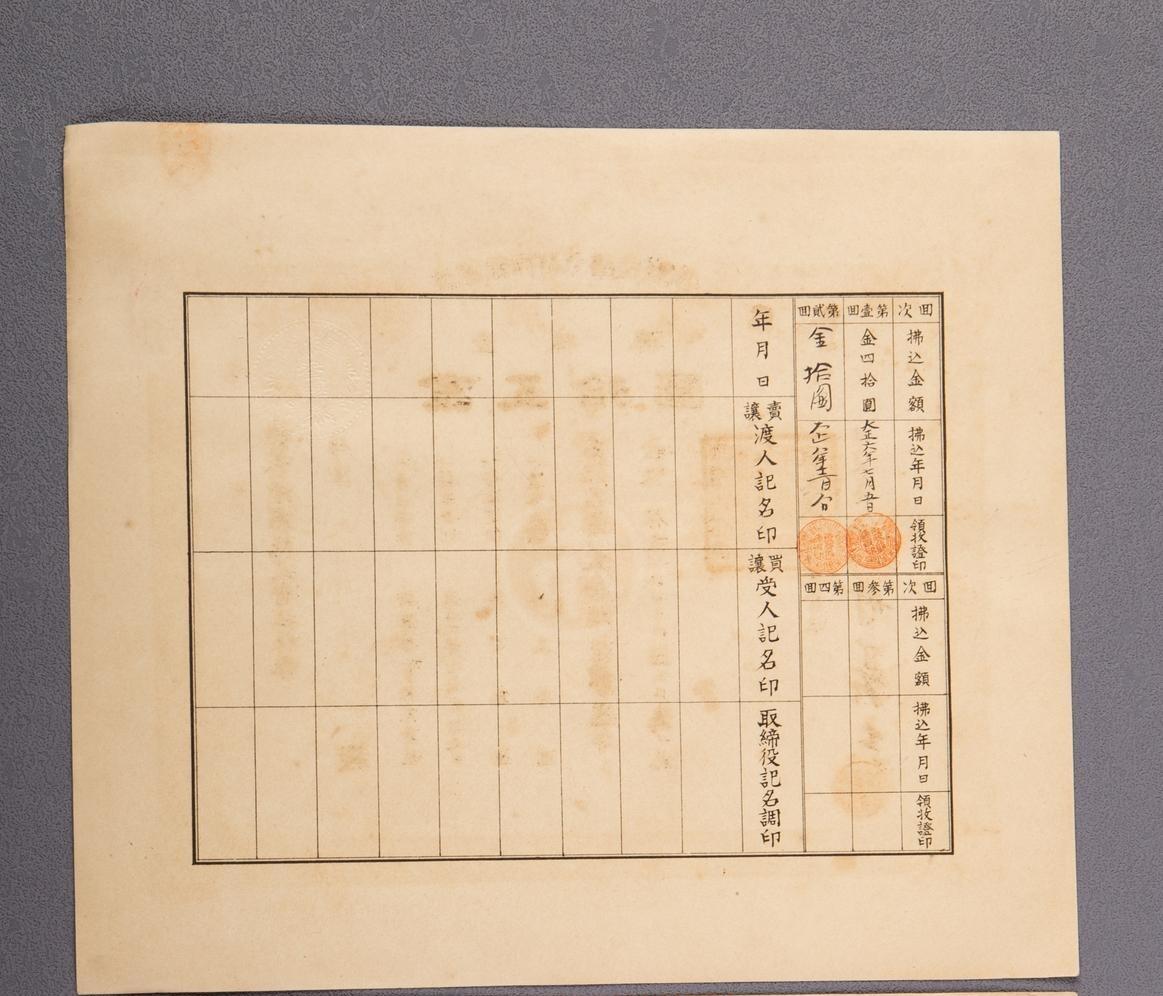 回次
拂込金額
拂込年月日
領收證印
第壹回
金四拾圓
大正六年七月五日
第貳回
金拾圓
回次
拂込金額
拂込年月日
領收證印
第參回
第四回
年月日
賣讓渡人記名印
買讓受人記名印
取締役記名調印